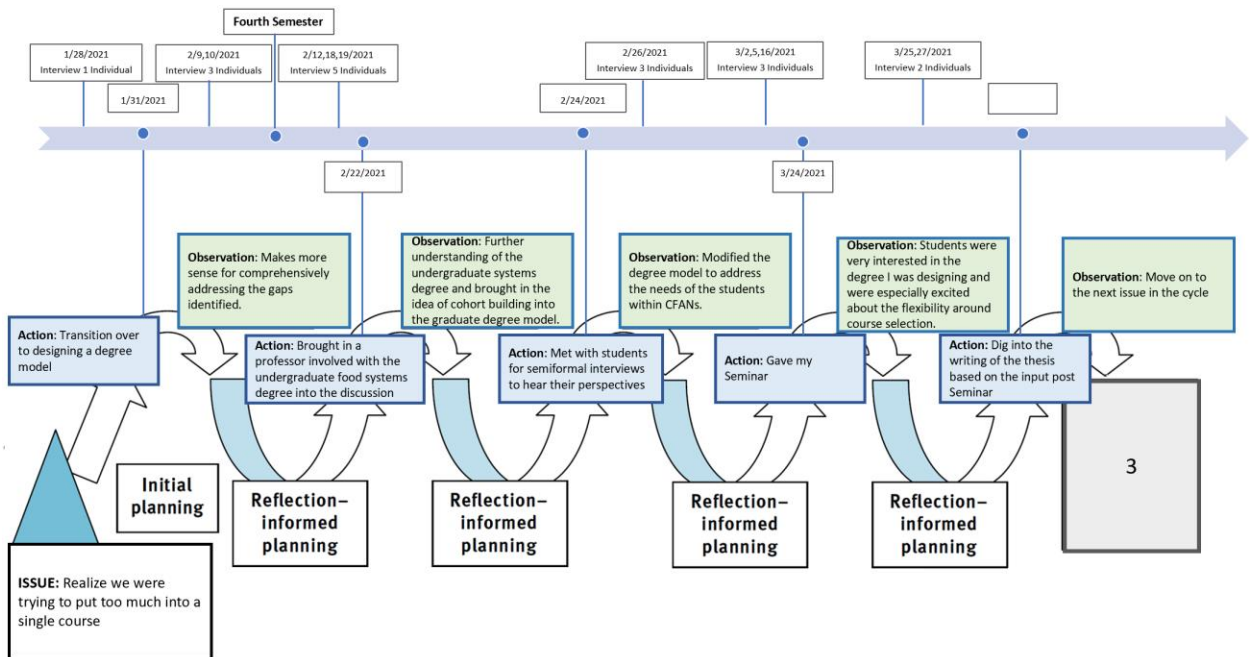 Fourth Semester
1/28/2021
Interview 1 Individual
2/9,10/2021
Interview 3 Individuals
2/12,18,19/2021
Interview 5 Individuals
2/26/2021
Interview 3 Individuals
3/2,5,16/2021
Interview 3 Individuals
3/25,27/2021
Interview 2 Individuals
1/31/2021
2/24/2021
2/22/2021
3/24/2021
Observation: Makes more
sense for comprehensively
addressing the gaps
identified.
Observation: Further
understanding of the
undergraduate systems
degree and brought in the
idea of cohort building into
the graduate degree model.
Observation: Modified the
degree model to address
the needs of the students
within CFANs.
Observation: Students were
very interested in the
degree I was designing and
were especially excited
about the flexibility around
course selection.
Observation: Move on to
the next issue in the cycle
Action: Transition over
to designing a degree
model
Action: Brought in a
professor involved with the
undergraduate food systems
degree into the discussion
Action: Met with students
for semiformal interviews
to hear their perspectives
Action: Gave my
Seminar
Action: Dig into the
writing of the thesis
based on the input post
Seminar
3
Initial
planning
Reflection–
informed
planning
Reflection–
informed
planning
Reflection–
informed
planning
Reflection–
informed
planning
ISSUE: Realize we were
trying to put too much into a
single course